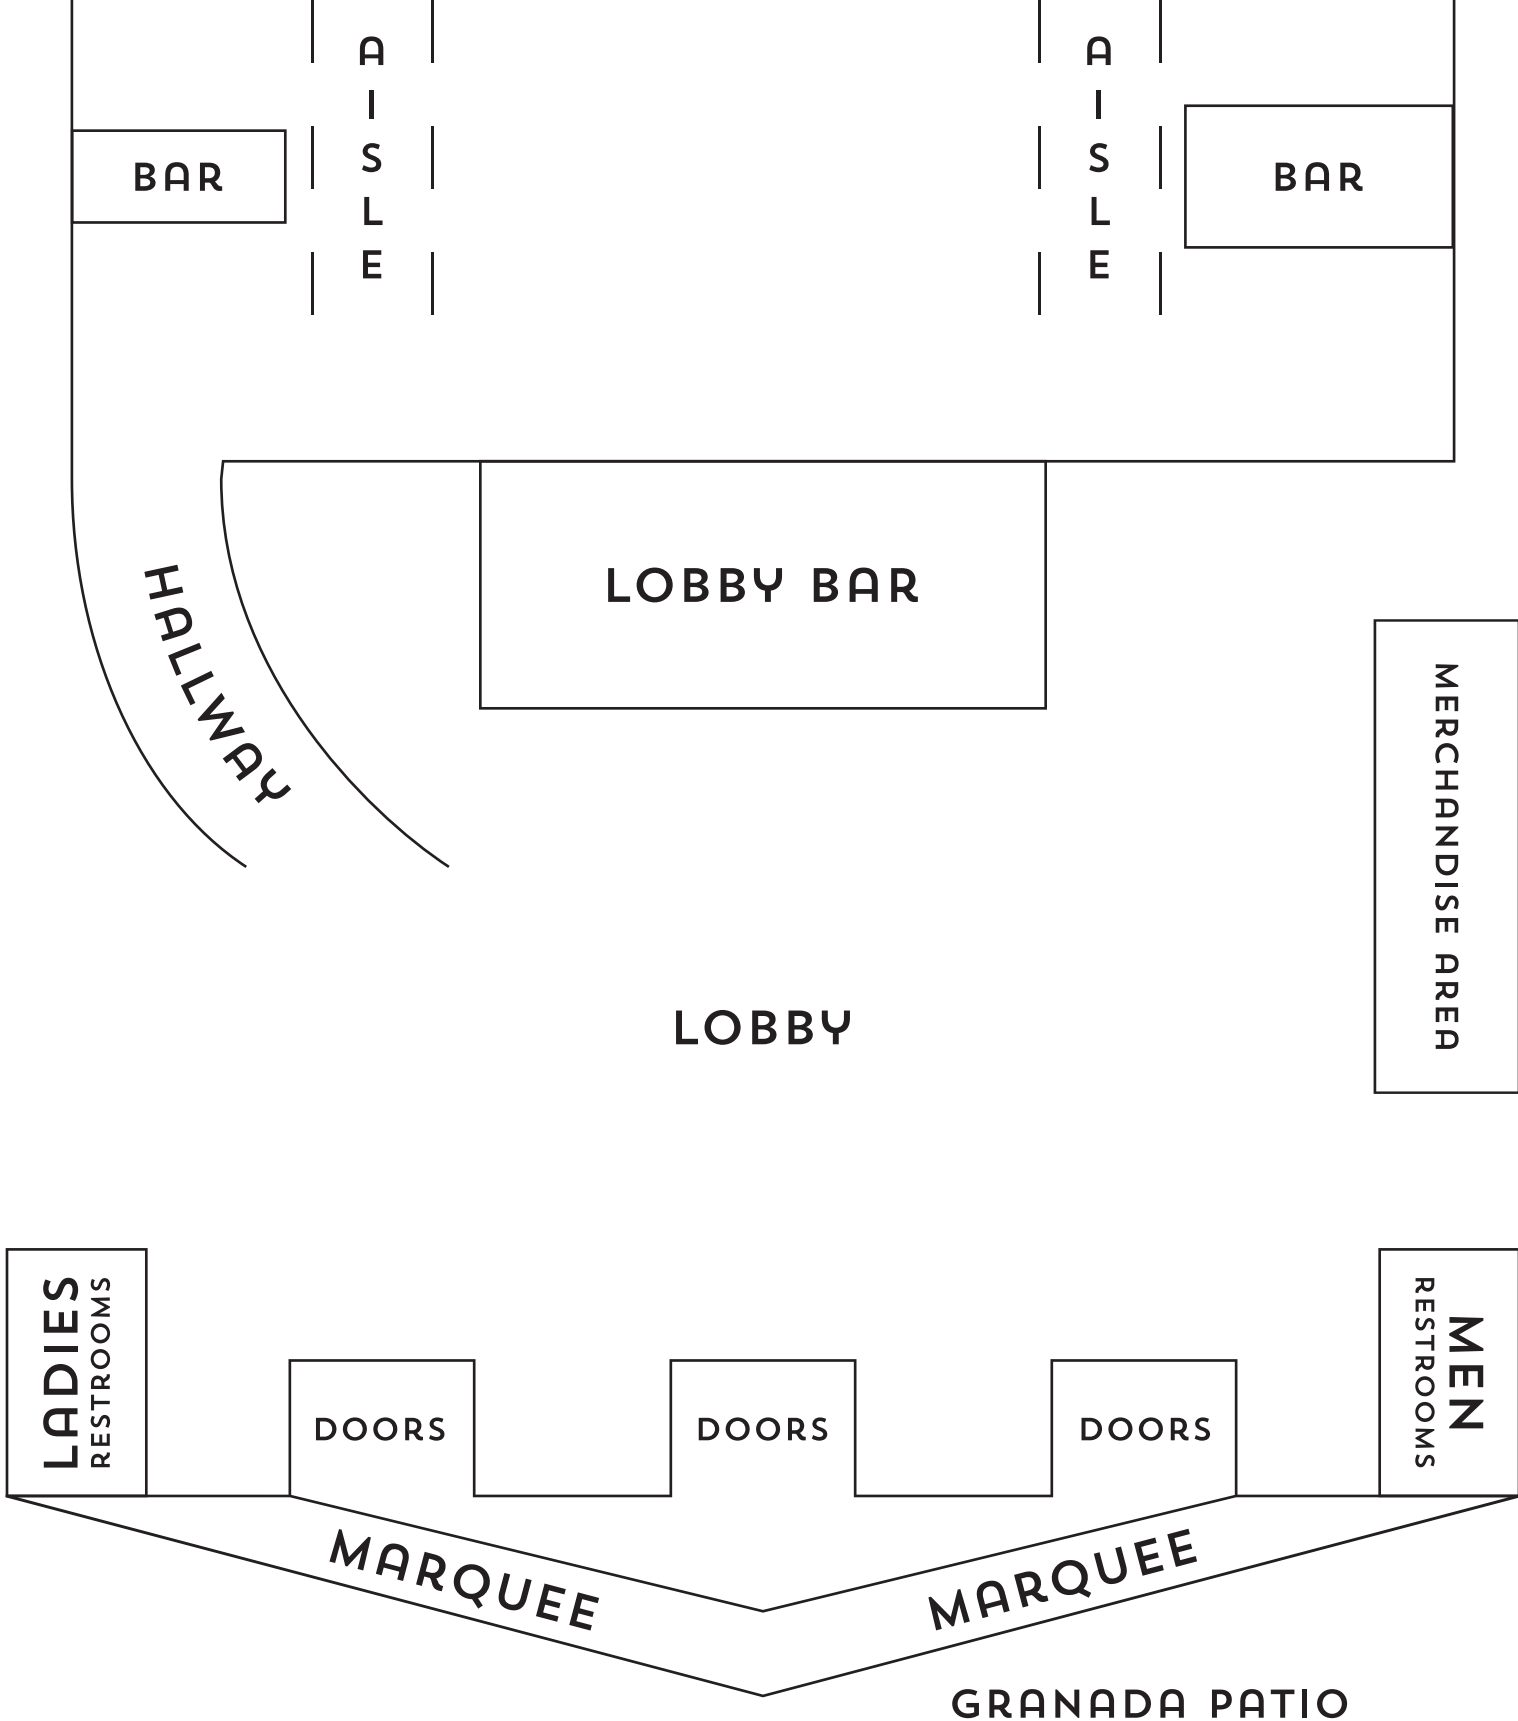 AISLE
AISLE
BAR
BAR
LOBBY BAR
HALLWAY
MERCHANDISE AREA
LOBBY
LADIES
RESTROOMS
MEN
RESTROOMS
DOORS
DOORS
DOORS
MARQUEE
MARQUEE
GRANADA PATIO